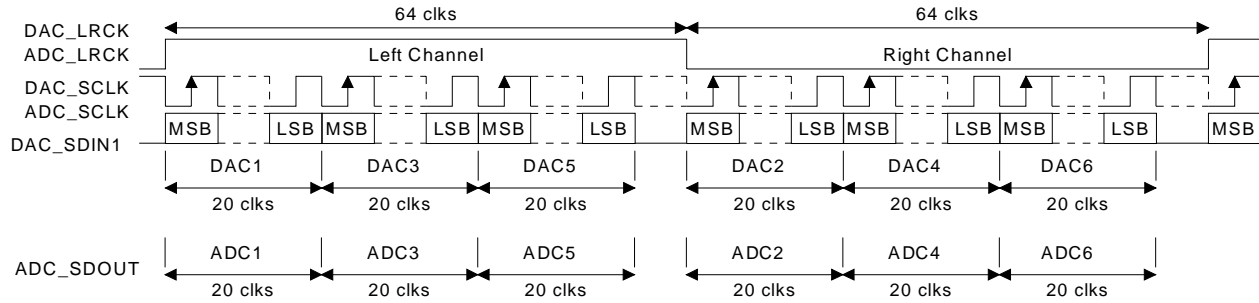 64 clks 64 clks
DAC_LRCK
ADC_LRCK Left Channel Right Channel
DAC_SCLK
ADC_SCLK
MSB LSB MSB LSB MSB LSB MSB LSB MSB LSB MSB LSB MSB
DAC_SDIN1
DAC1 DAC3 DAC5 DAC2 DAC4 DAC6
20 clks 20 clks 20 clks 20 clks 20 clks 20 clks
ADC1 ADC3 ADC5 ADC2 ADC4 ADC6
ADC_SDOUT
20 clks 20 clks 20 clks 20 clks 20 clks 20 clks